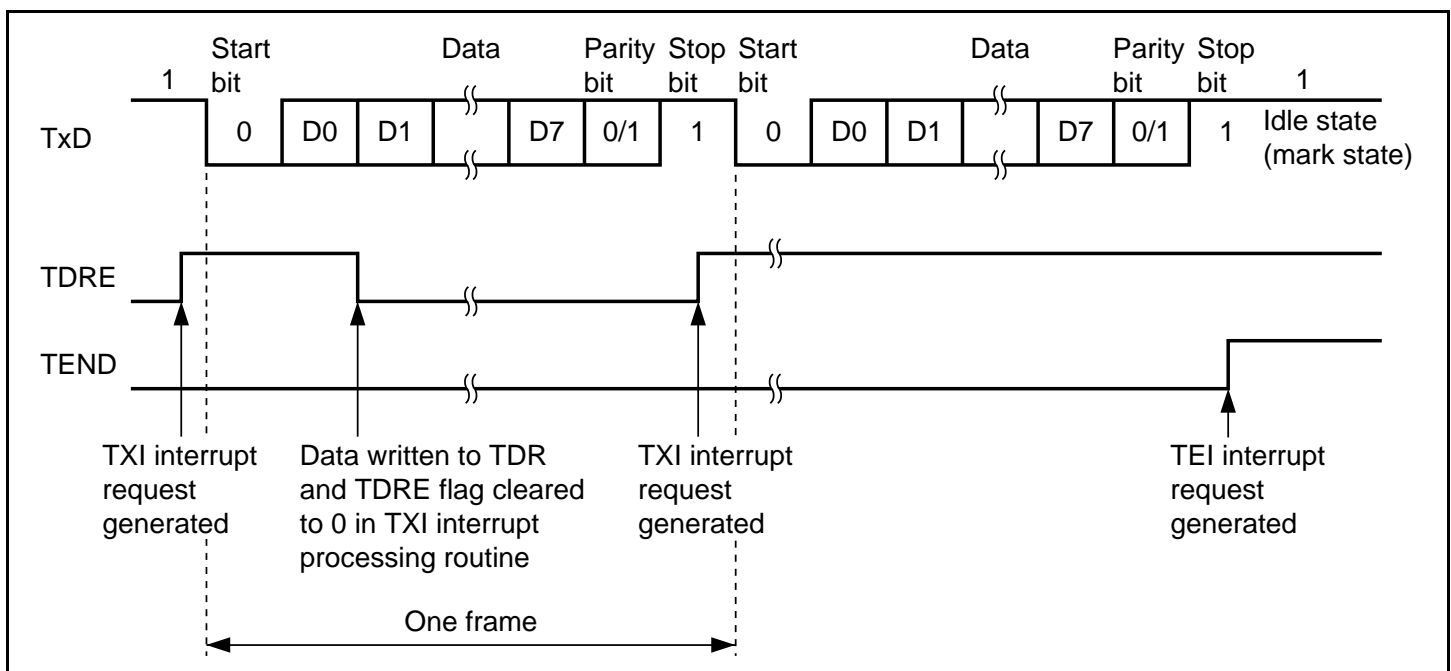 Start bit
Data
Parity bit
Stop bit
Start bit
Data
Parity bit
Stop bit
1
1
TxD
0
D0
D1
D7
0/1
1
0
D0
D1
D7
0/1
1
Idle state
(mark state)
TDRE
TEND
TXI interrupt
request
generated
Data written to TDR
and TDRE flag cleared
to 0 in TXI interrupt
processing routine
TXI interrupt
request
generated
TEI interrupt
request
generated
One frame